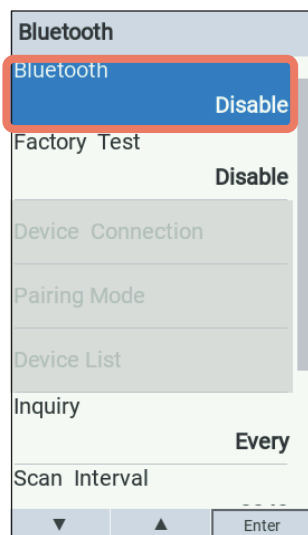 Bluetooth
Bluetooth
Disable
Factory Test
Disable
Device Connection
Pairing Mode
Device List
Inquiry
Every
Scan Interval
▼ ▲ Enter